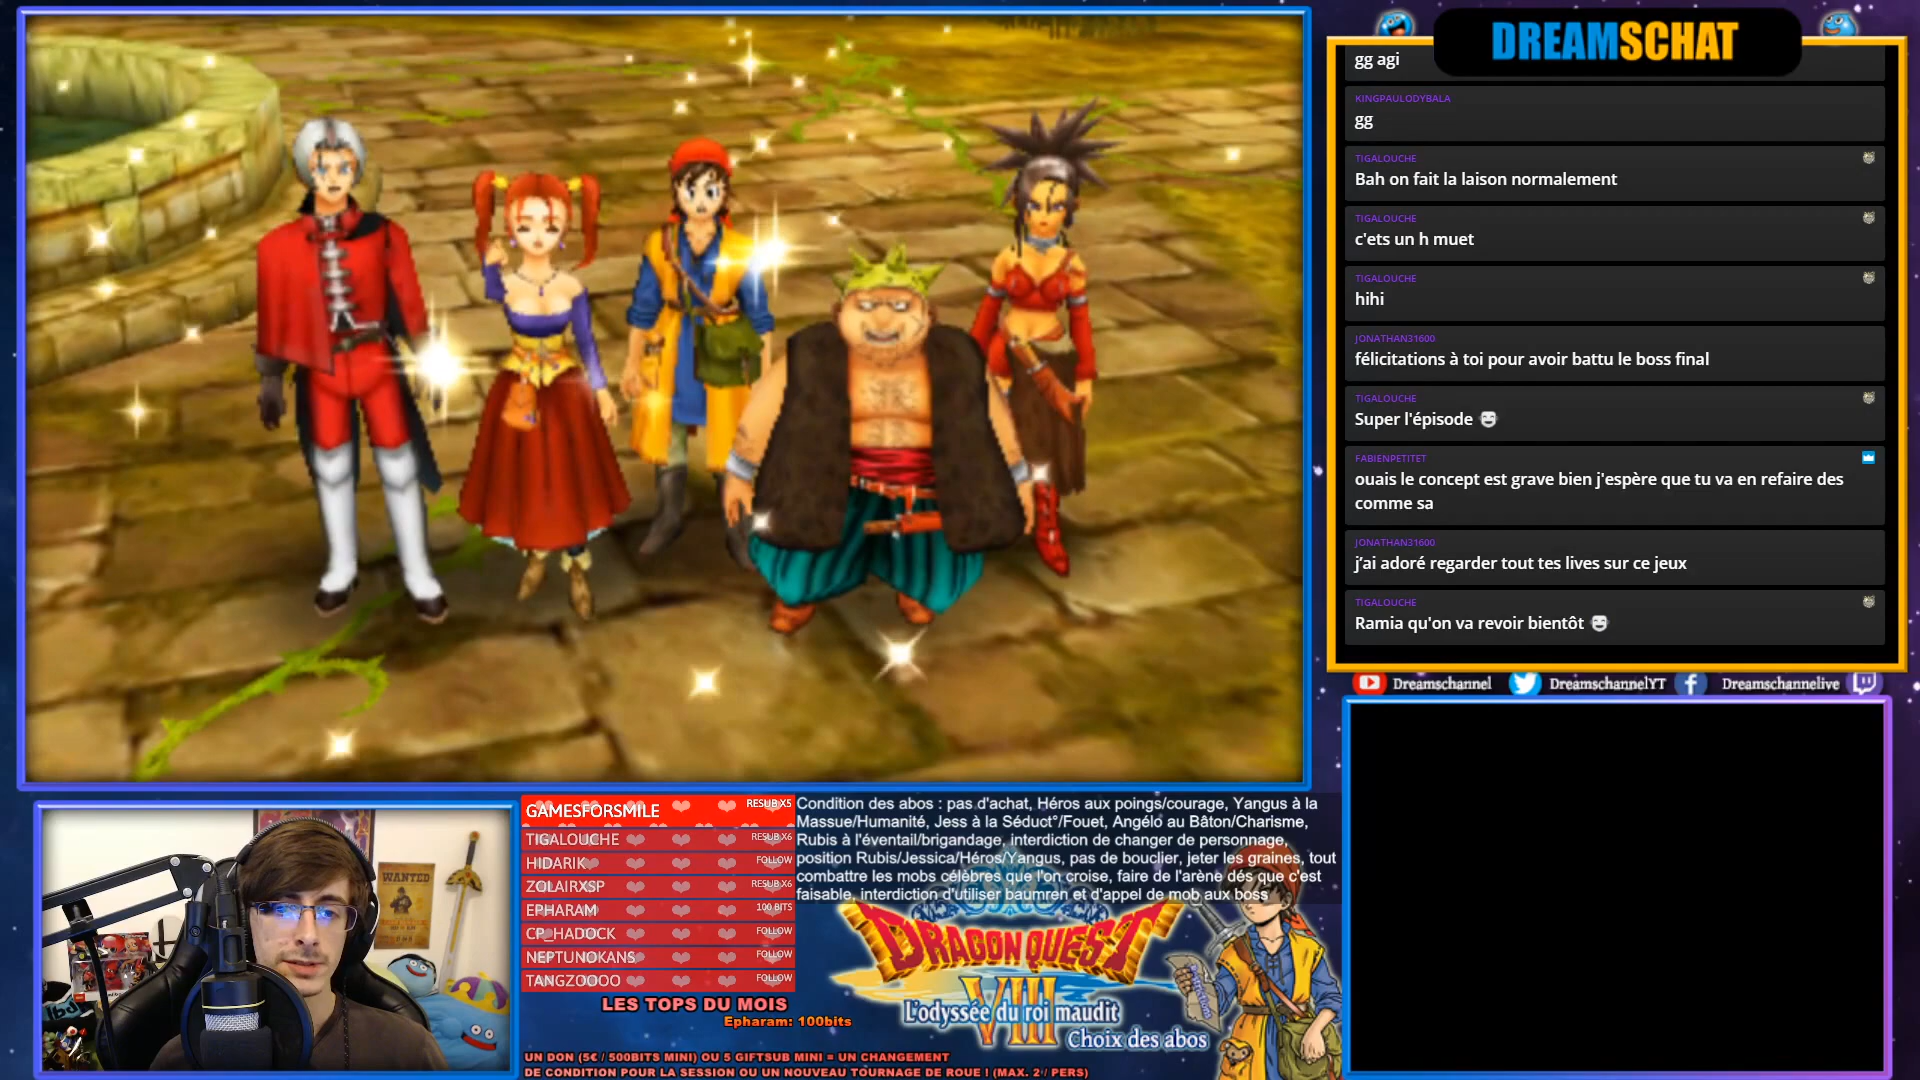 DREAMSCHAT
gg agi
KINGPAULODYBALA
gg
TIGALOUCHE
Bah on fait la laison normalement
TIGALOUCHE
c'ets un h muet
TIGALOUCHE
hihi
JONATHAN31600
félicitations à toi pour avoir battu le boss final
TIGALOUCHE
Super l'épisode
FABIENPETITET
ouais le concept est grave bien j'espère que tu va en refaire des
comme sa
JONATHAN31600
j'ai adoré regarder tout tes lives sur ce jeux
TIGALOUCHE
Ramia qu'on va revoir bientôt
Dreamschannel DreamschannelYT Dreamschannelive
WANTED
GAMESFORSMILE RESUB X5
TIGALOUCHE RESUB X6
HIDARIK FOLLOW
ZOLAIRXSP RESUB X6
EPHARAM 100 BITS
CP_HADOCK FOLLOW
NEPTUNOKANS FOLLOW
TANGZOOOO FOLLOW
LES TOPS DU MOIS
Epharam: 100bits
Condition des abos : pas d'achat, Héros aux poings/courage, Yangus à la
Massue/Humanité, Jess à la Séduct°/Fouet, Angélo au Bâton/Charisme,
Rubis à l'éventail/brigandage, interdiction de changer de personnage,
position Rubis/Jessica/Héros/Yangus, pas de bouclier, jeter les graines, tout
combattre les mobs célèbres que l'on croise, faire de l'arène dés que c'est
faisable, interdiction d'utiliser baumren et d'appel de mob aux boss
DRAGON QUEST
VIII
L'odyssée du roi maudit
Choix des abos
UN DON (5€ / 500BITS MINI) OU 5 GIFTSUB MINI = UN CHANGEMENT
DE CONDITION POUR LA SESSION OU UN NOUVEAU TOURNAGE DE ROUE ! (MAX. 2 / PERS)